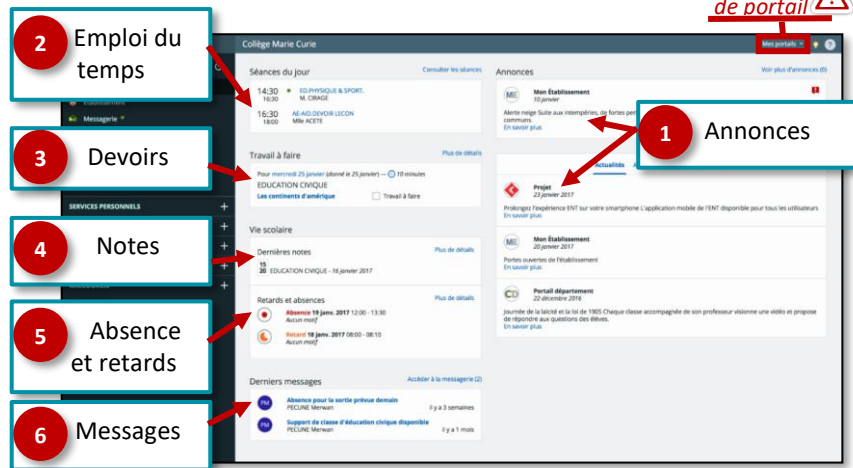 de portail
2 Emploi du
temps
Collège Marie Curie
Mes portails
?
Séances du jour
Consulter les séances
14:30 ED.PHYSIQUE & SPORT.
16:30 M. CIRAGE
16:30 AE-AID.DEVOIR LECON
18:00 Mlle ACETE
Annonces
Voir plus d'annonces (6)
ME Mon Établissement
10 janvier
Alerte neige Suite aux intempéries, de fortes
communs.
En savoir plus
1 Annonces
Messagerie
3 Devoirs
Travail à faire
Plus de détails
Pour mercredi 25 janvier (donné le 25 janvier) — 10 minutes
EDUCATION CIVIQUE
Les continents d'amérique
Travail à faire
Actualités
Projet
23 janvier 2017
Prolongez l'expérience ENT sur votre smartphone L'application mobile de l'ENT disponible pour tous les utilisateurs
En savoir plus
SERVICES PERSONNELS +
+
+
+
+
4 Notes
Vie scolaire
Dernières notes
Plus de détails
15
20 EDUCATION CIVIQUE - 16 janvier 2017
ME Mon Établissement
20 janvier 2017
Portes ouvertes de l'établissement
En savoir plus
5 Absence
et retards
Retards et absences
Plus de détails
Absence 19 janv. 2017 12:00 - 13:30
Aucun motif
Retard 18 janv. 2017 08:00 - 08:10
Aucun motif
CD Portail département
22 décembre 2016
Journée de la laïcité et la loi de 1905 Chaque classe accompagnée de son professeur visionne une vidéo et propose
de répondre aux questions des élèves.
En savoir plus
6 Messages
Derniers messages
Accéder à la messagerie (2)
PM Absence pour la sortie prévue demain
PECUNE Merwan
il y a 3 semaines
PM Support de classe d'éducation civique disponible
PECUNE Merwan
il y a 1 mois